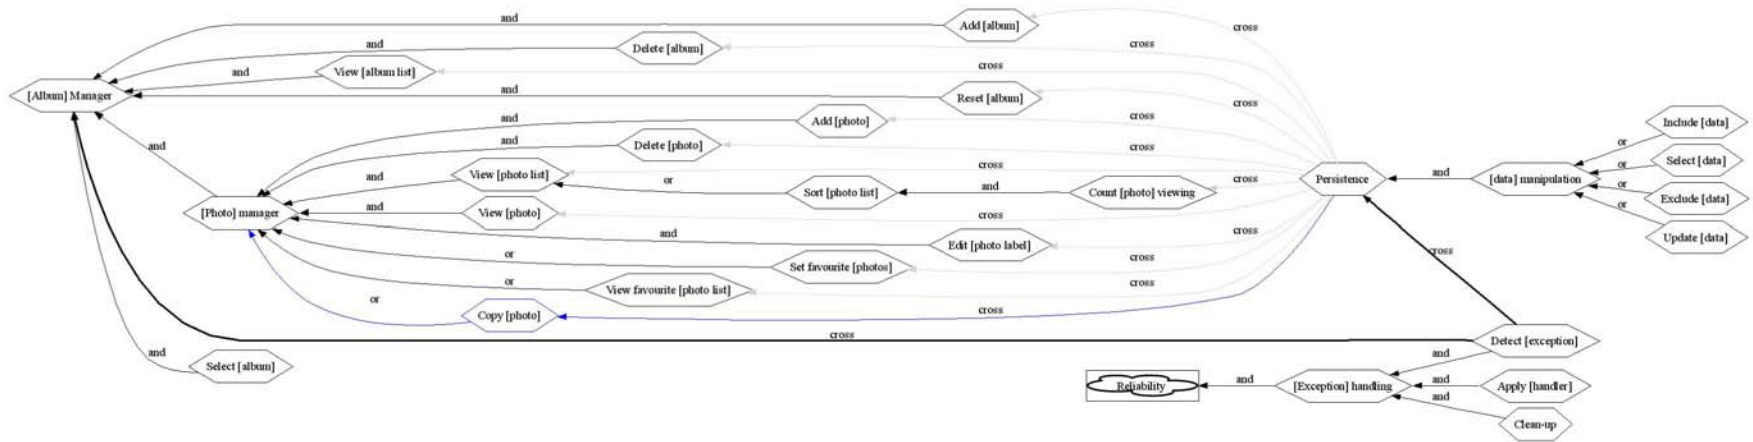 and
Add [album]
cross
and
Delete [album]
cross
and
View [album list]
cross
[Album] Manager
and
Reset [album]
cross
and
Add [photo]
cross
Include [data]
and
Delete [photo]
cross
or
and
View [photo list]
cross
Select [data]
and
or
Sort [photo list]
and
Count [photo] viewing
cross
Persistence
and
[data] manipulation
or
or
Exclude [data]
[Photo] manager
and
View [photo]
cross
or
Update [data]
and
Edit [photo label]
cross
cross
or
Set favourite [photos]
cross
or
View favourite [photo list]
cross
or
Copy [photo]
cross
cross
Detect [exception]
and
Select [album]
and
Reliability
and
[Exception] handling
and
Apply [handler]
and
Clean-up